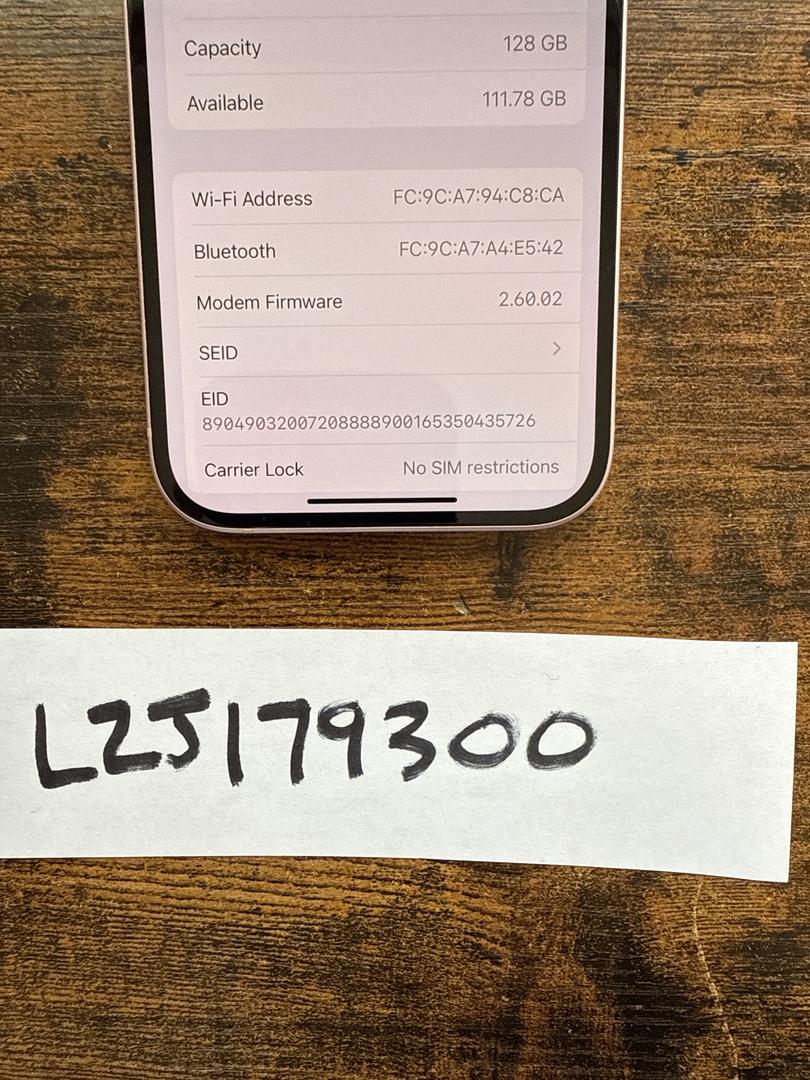 Capacity 128 GB
Available 111.78 GB
Wi-Fi Address FC:9C:A7:94:C8:CA
Bluetooth FC:9C:A7:A4:E5:42
Modem Firmware 2.60.02
SEID
EID
89049032007208888900165350435726
Carrier Lock No SIM restrictions
L2J179300